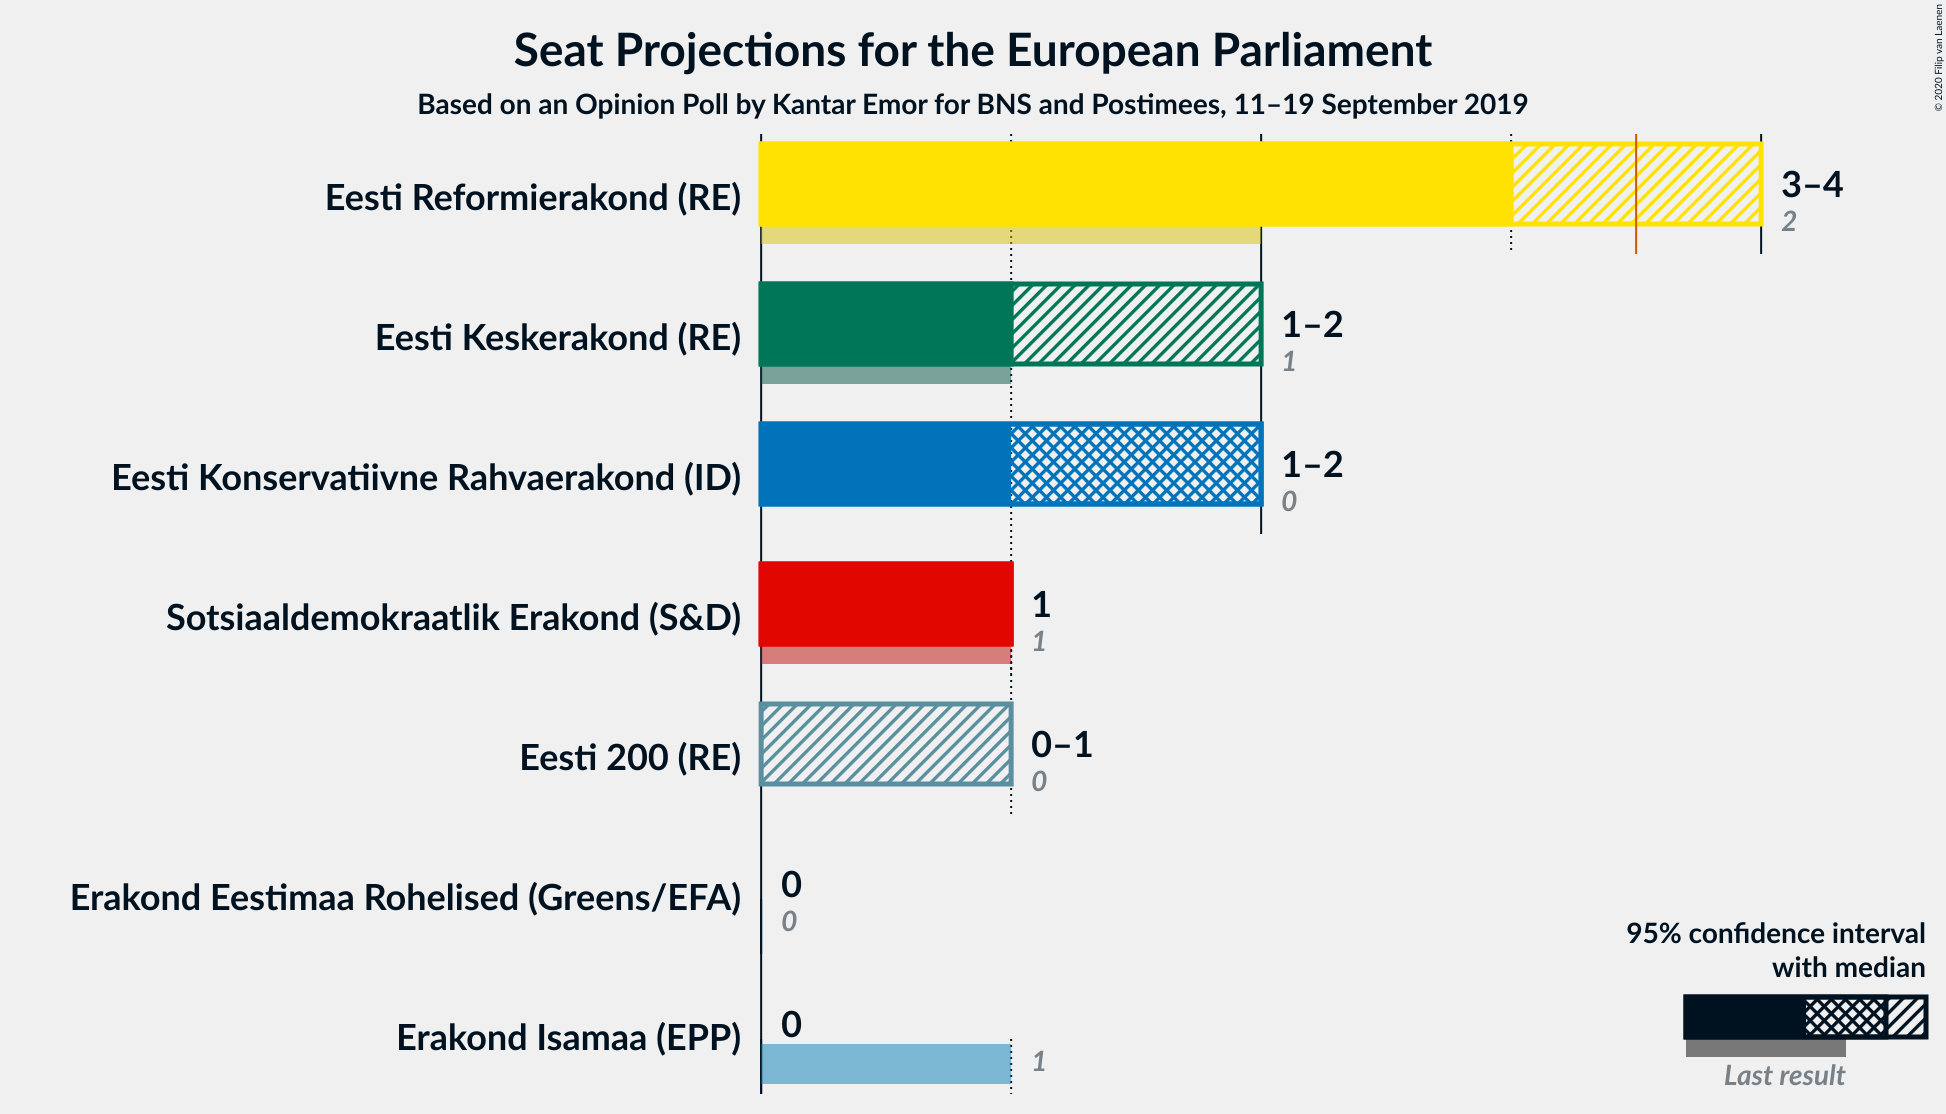 Seat Projections for the European Parliament
Based on an Opinion Poll by Kantar Emor for BNS and Postimees, 11–19 September 2019
© 2020 Filip van Laenen
Eesti Reformierakond (RE)
3–4
2
Eesti Keskerakond (RE)
1–2
1
Eesti Konservatiivne Rahvaerakond (ID)
1–2
0
Sotsiaaldemokraatlik Erakond (S&D)
1
1
Eesti 200 (RE)
0–1
0
Erakond Eestimaa Rohelised (Greens/EFA)
0
0
Erakond Isamaa (EPP)
0
1
95% confidence interval
with median
Last result